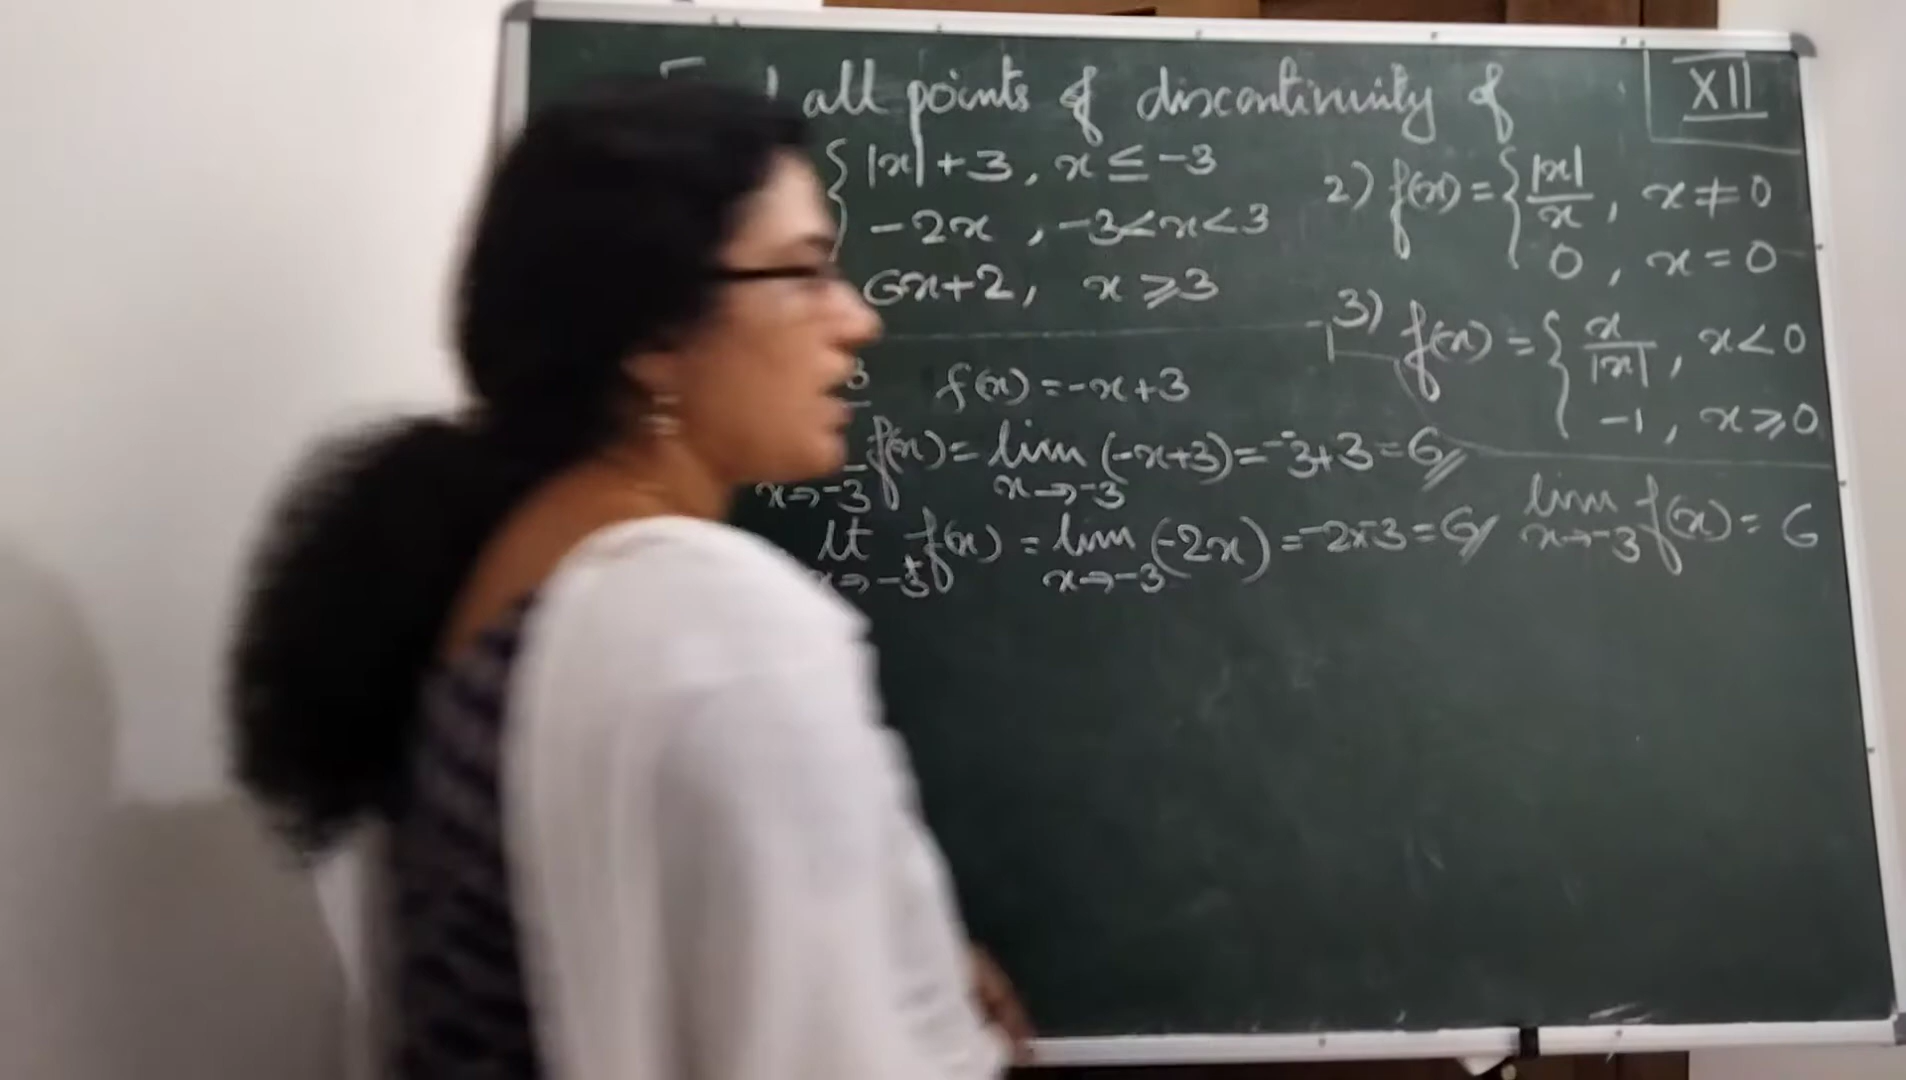 all points of discontinuity of
XII
{ |x| + 3, x ≤ -3
-2x , -3<x<3
6x+2, x ≥ 3
2) f(x) = { |x|/x , x ≠ 0
0 , x = 0
3) f(x) = { x/|x| , x < 0
-1 , x ≥ 0
3 f(x) = -x+3
x→-3⁻ f(x) = lim x→-3 (-x+3) = --3+3 = 6
lt x→-3⁺ f(x) = lim x→-3 (-2x) = -2x-3 = 6
lim x→-3 f(x) = 6